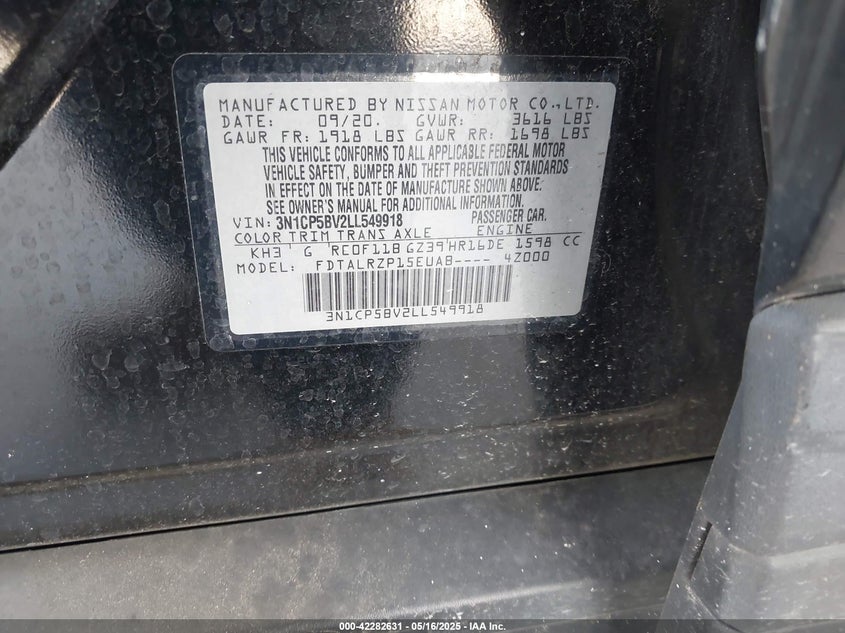 MANUFACTURED BY NISSAN MOTOR CO.,LTD.
DATE: 09/20. GVWR: 3616 LBS
GAWR FR: 1918 LBS GAWR RR: 1698 LBS
THIS VEHICLE CONFORMS TO ALL APPLICABLE FEDERAL MOTOR
VEHICLE SAFETY, BUMPER AND THEFT PREVENTION STANDARDS
IN EFFECT ON THE DATE OF MANUFACTURE SHOWN ABOVE.
SEE OWNER'S MANUAL FOR ADDITIONAL INFORMATION.
VIN: 3N1CP5BV2LL549918 PASSENGER CAR.
COLOR TRIM TRANS AXLE ENGINE
KH3 G RE0F11B GZ39 HR16DE 1598 CC
MODEL: FDTALRZP15EUAB---- 4Z000
3N1CP5BV2LL549918
000-42282631 - 05/16/2025 - IAA Inc.